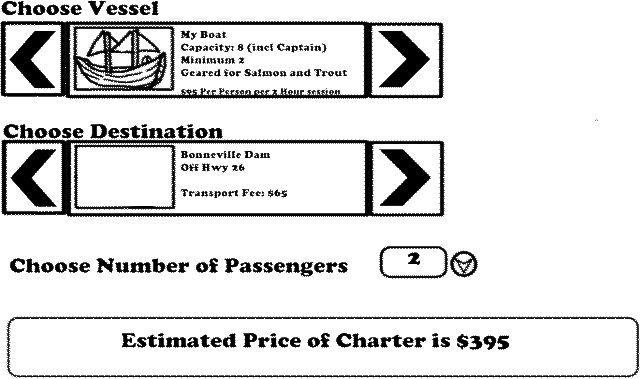 Choose Vessel
My Boat
Capacity: 8 (incl Captain)
Minimum 2
Geared for Salmon and Trout
$95 Per Person per 2 Hour session
Choose Destination
Bonneville Dam
Off Hwy 26
Transport Fee: $65
Choose Number of Passengers
2
Estimated Price of Charter is $395